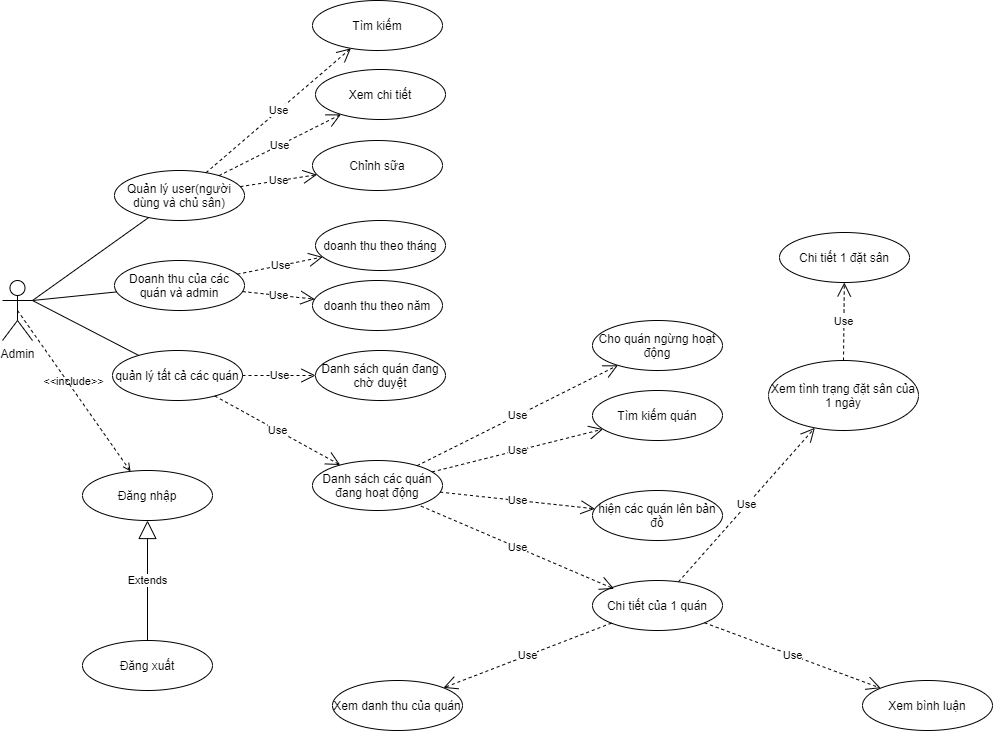 Tìm kiếm
Use
Xem chi tiết
Use
Chỉnh sữa
Use
Quản lý user(người
dùng và chủ sân)
doanh thu theo tháng
Use
Chi tiết 1 đặt sân
Doanh thu của các
quán và admin
Use
doanh thu theo năm
Use
Admin
Cho quán ngừng hoạt
động
Danh sách quán đang
chờ duyệt
quản lý tất cả các quán
Use
<<include>>
Xem tình trạng đặt sân của
1 ngày
Use
Tìm kiếm quán
Use
Use
Danh sách các quán
đang hoạt động
Đăng nhập
Use
hiện các quán lên bản
đồ
Use
Use
Extends
Chi tiết của 1 quán
Use
Use
Đăng xuất
Xem danh thu của quán
Xem bình luận